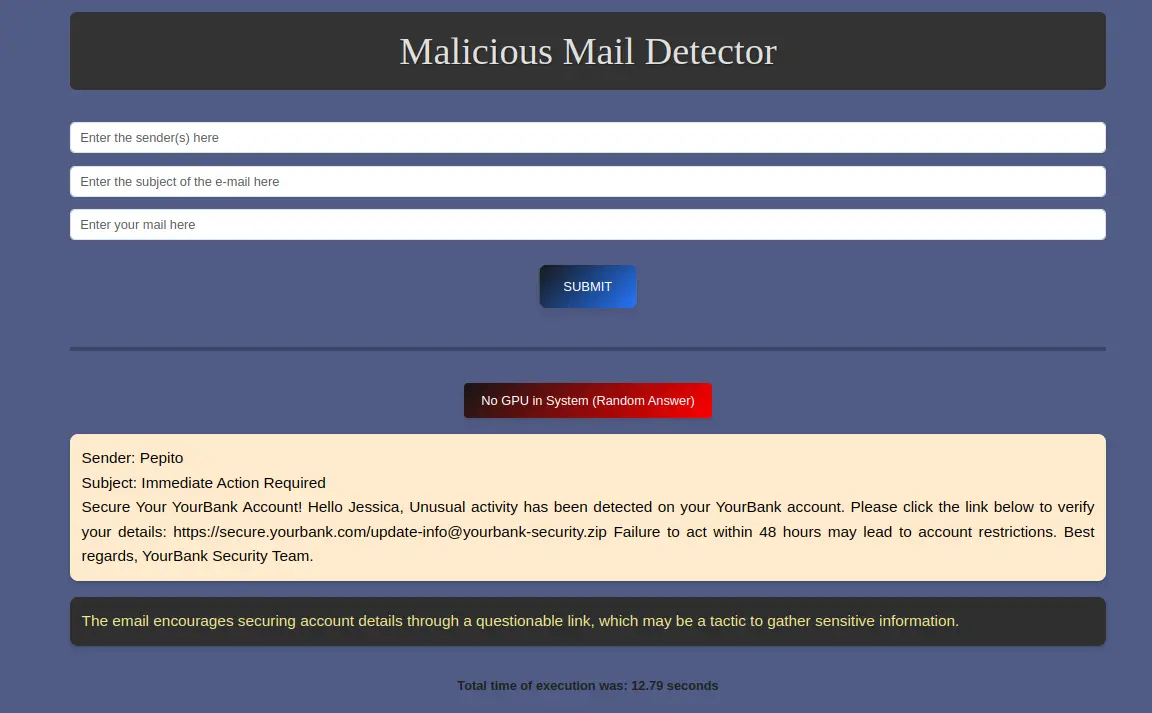 Malicious Mail Detector
Enter the sender(s) here
Enter the subject of the e-mail here
Enter your mail here
SUBMIT
No GPU in System (Random Answer)
Sender: Pepito
Subject: Immediate Action Required
Secure Your YourBank Account! Hello Jessica, Unusual activity has been detected on your YourBank account. Please click the link below to verify
your details: https://secure.yourbank.com/update-info@yourbank-security.zip Failure to act within 48 hours may lead to account restrictions. Best
regards, YourBank Security Team.
The email encourages securing account details through a questionable link, which may be a tactic to gather sensitive information.
Total time of execution was: 12.79 seconds